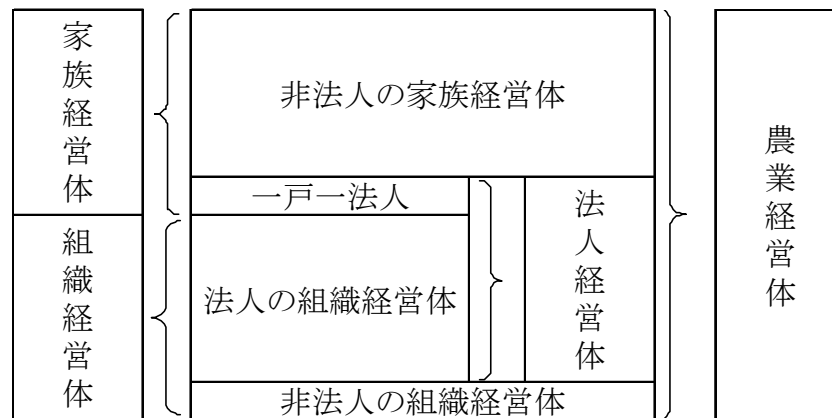 家族経営体
組織経営体
非法人の家族経営体
一戸一法人
法人の組織経営体
非法人の組織経営体
法人経営体
農業経営体